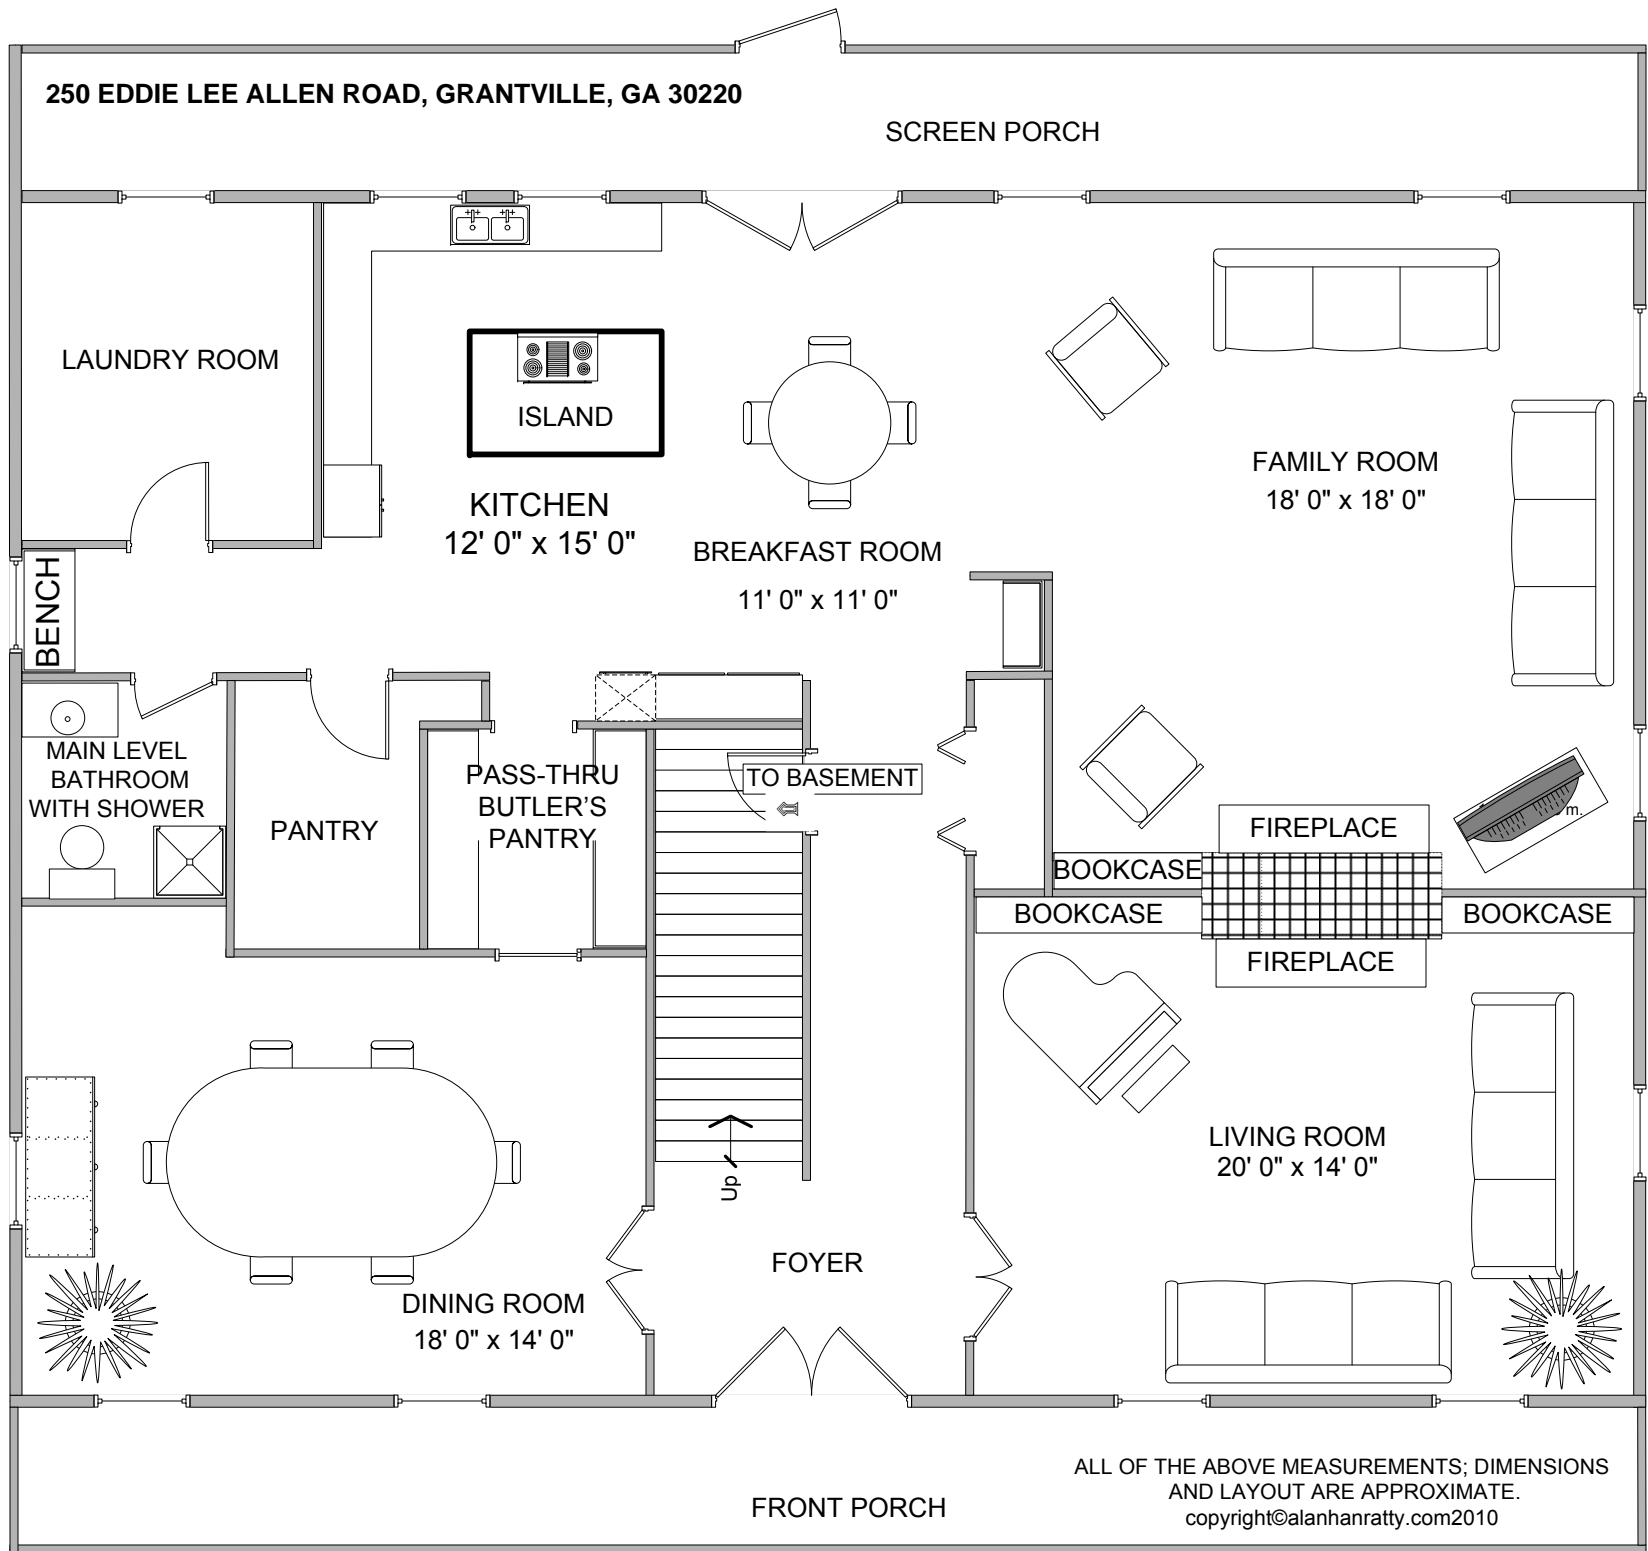 250 EDDIE LEE ALLEN ROAD, GRANTVILLE, GA 30220
SCREEN PORCH
LAUNDRY ROOM
ISLAND
KITCHEN
12' 0" x 15' 0"
BREAKFAST ROOM
11' 0" x 11' 0"
FAMILY ROOM
18' 0" x 18' 0"
BENCH
MAIN LEVEL
BATHROOM
WITH SHOWER
PANTRY
PASS-THRU
BUTLER’S
PANTRY
TO BASEMENT
FIREPLACE
m.
BOOKCASE
BOOKCASE
BOOKCASE
FIREPLACE
LIVING ROOM
20' 0" x 14' 0"
Up
FOYER
DINING ROOM
18' 0" x 14' 0"
FRONT PORCH
ALL OF THE ABOVE MEASUREMENTS; DIMENSIONS
AND LAYOUT ARE APPROXIMATE.
copyright©alanhanratty.com2010